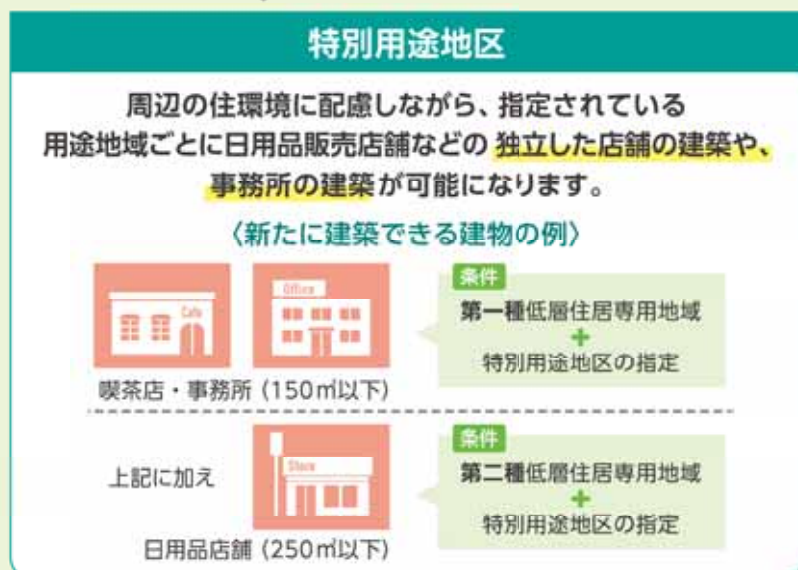 特別用途地区
周辺の住環境に配慮しながら、指定されている
用途地域ごとに日用品販売店舗などの 独立した店舗の建築や、
事務所の建築が可能になります。
〈新たに建築できる建物の例〉
Cafe
Office
喫茶店・事務所 (150㎡以下)
条件
第一種低層住居専用地域
+
特別用途地区の指定
上記に加え
Store
日用品店舗 (250㎡以下)
条件
第二種低層住居専用地域
+
特別用途地区の指定